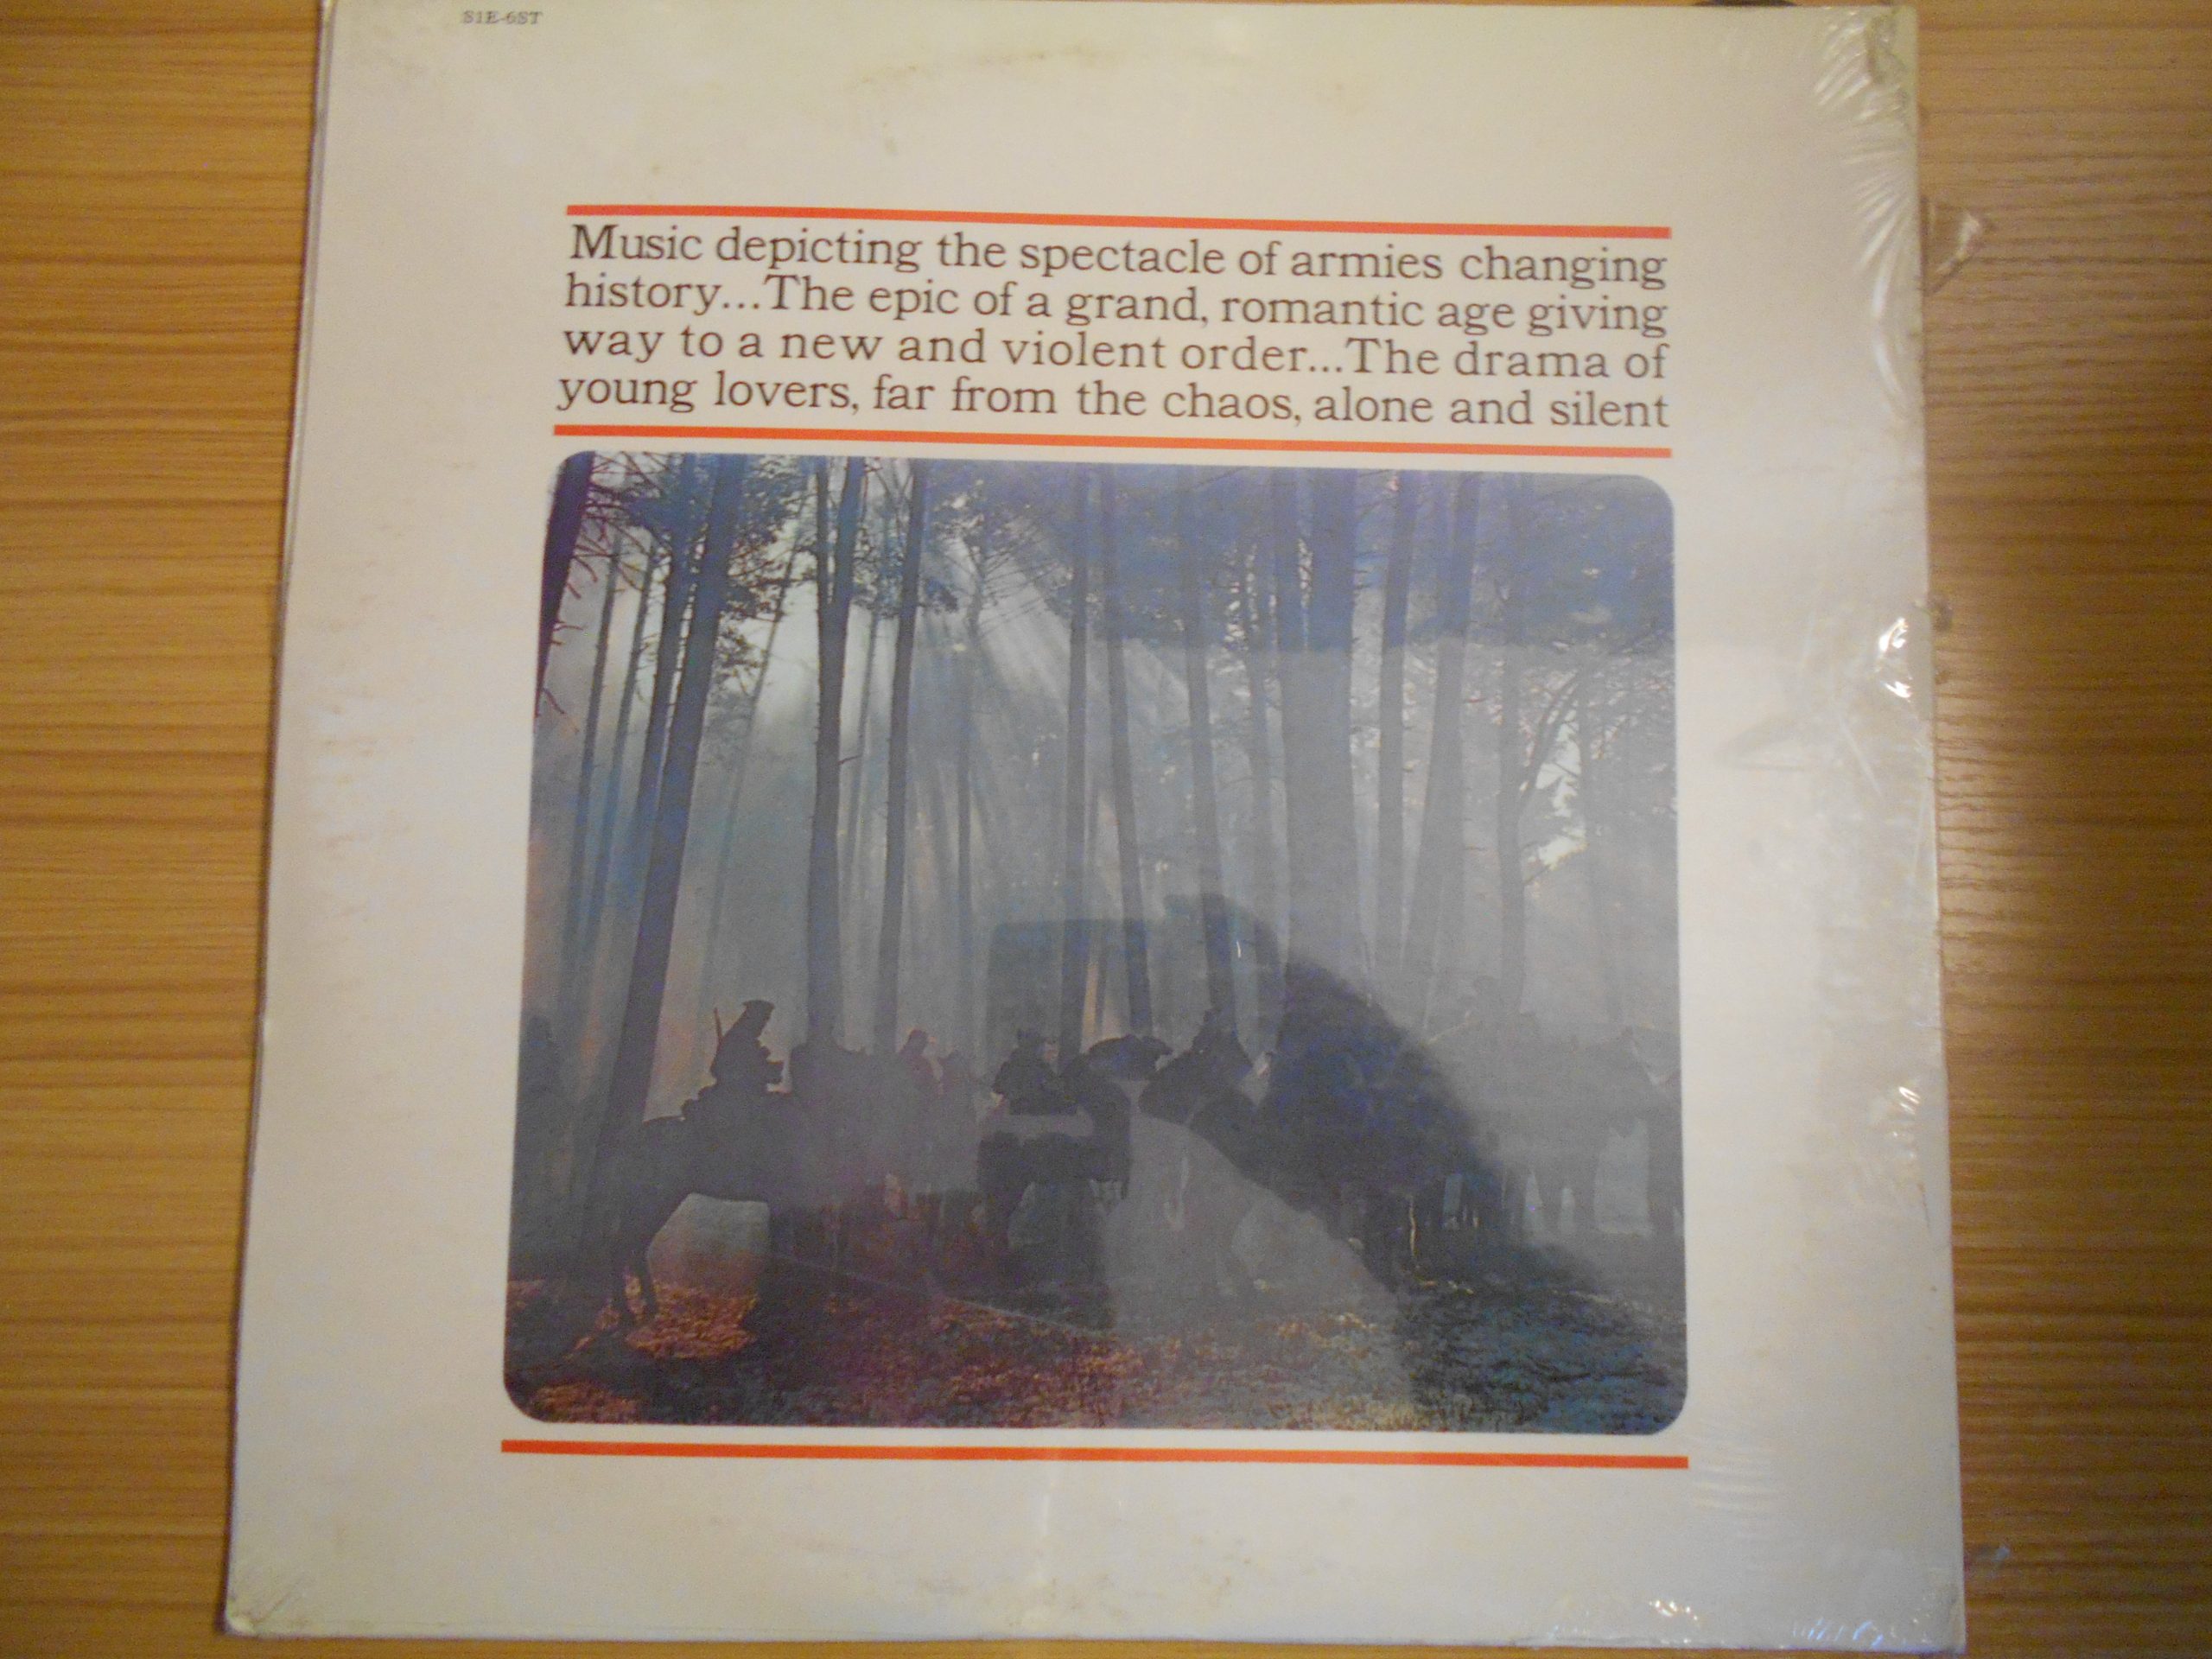 S1E-6ST
Music depicting the spectacle of armies changing
history...The epic of a grand, romantic age giving
way to a new and violent order...The drama of
young lovers, far from the chaos, alone and silent